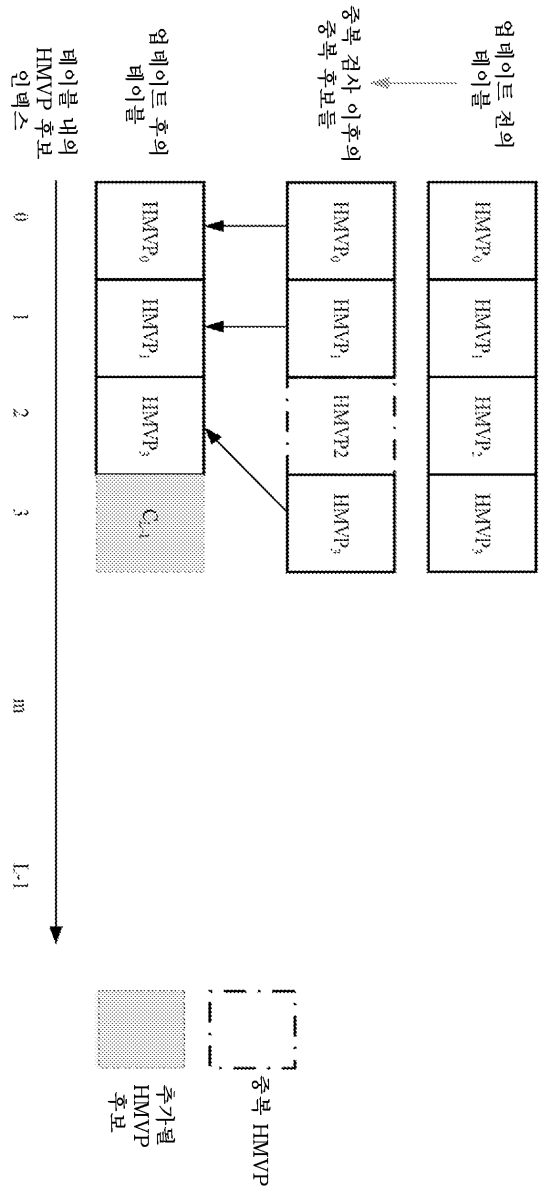 업데이트 전의
테이블
HMVP₀
HMVP₁
HMVP₂
HMVP₃
중복 검사 이후의
중복 후보들
HMVP₀
HMVP₁
HMVP2
HMVP₃
업데이트 후의
테이블
HMVP₀
HMVP₁
HMVP₃
Cᵢ₋₁
테이블 내의
HMVP 후보
인덱스
0
1
2
3
m
L-1
중복 HMVP
추가될
HMVP
후보